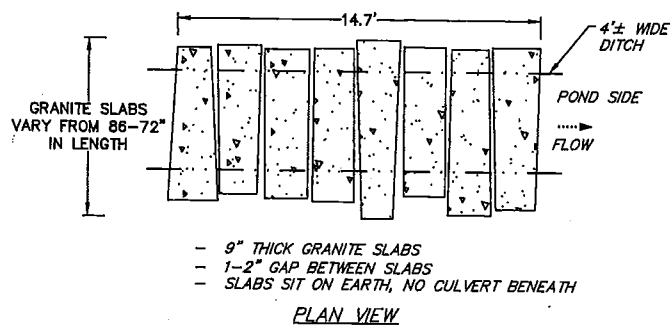 14.7'
4'± WIDE
DITCH
GRANITE SLABS
VARY FROM 86-72"
IN LENGTH
POND SIDE
FLOW
- 9" THICK GRANITE SLABS
- 1-2" GAP BETWEEN SLABS
- SLABS SIT ON EARTH, NO CULVERT BENEATH
PLAN VIEW